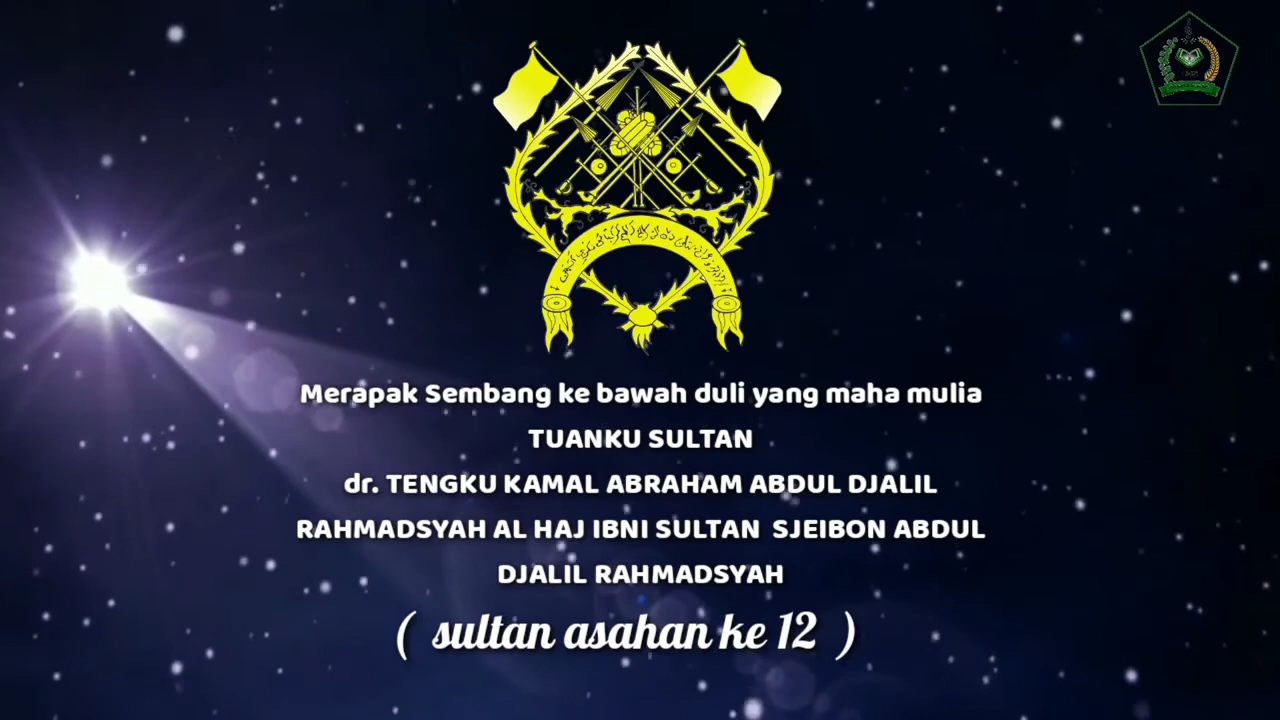 Merapak Sembang ke bawah duli yang maha mulia
TUANKU SULTAN
dr. TENGKU KAMAL ABRAHAM ABDUL DJALIL
RAHMADSYAH AL HAJ IBNI SULTAN SJEIBON ABDUL
DJALIL RAHMADSYAH
( sultan asahan ke 12 )